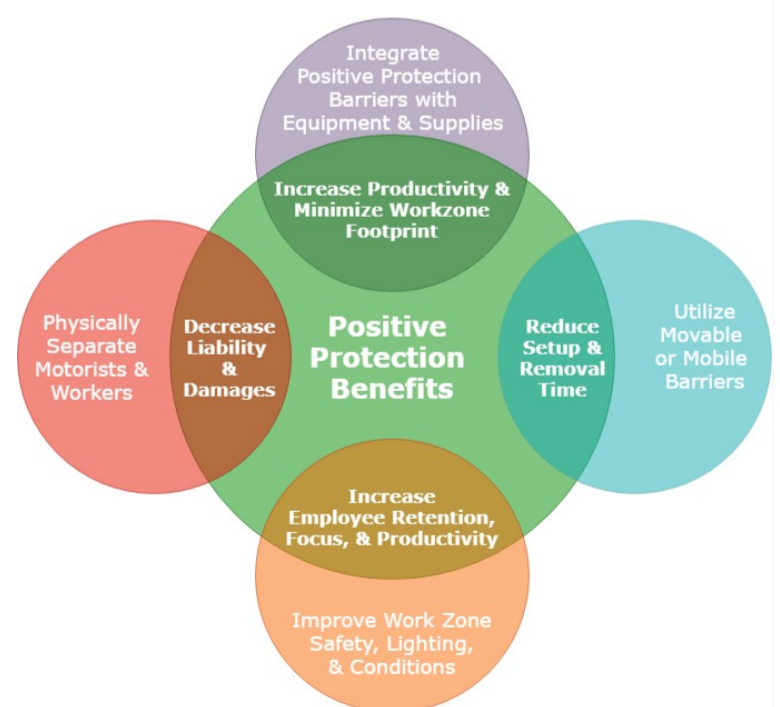 Integrate
Positive Protection
Barriers with
Equipment & Supplies
Increase Productivity &
Minimize Workzone
Footprint
Physically
Separate
Motorists &
Workers
Decrease
Liability
&
Damages
Positive
Protection
Benefits
Reduce
Setup &
Removal
Time
Utilize
Movable
or Mobile
Barriers
Increase
Employee Retention,
Focus, & Productivity
Improve Work Zone
Safety, Lighting,
& Conditions